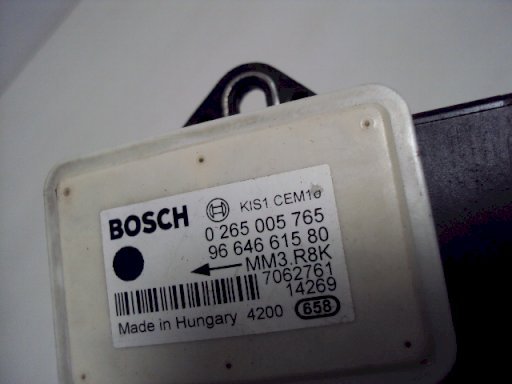 BOSCH KIS1 CEM10
0 265 005 765
96 646 615 80
MM3.R8K
7062761
14269
Made in Hungary 4200 658